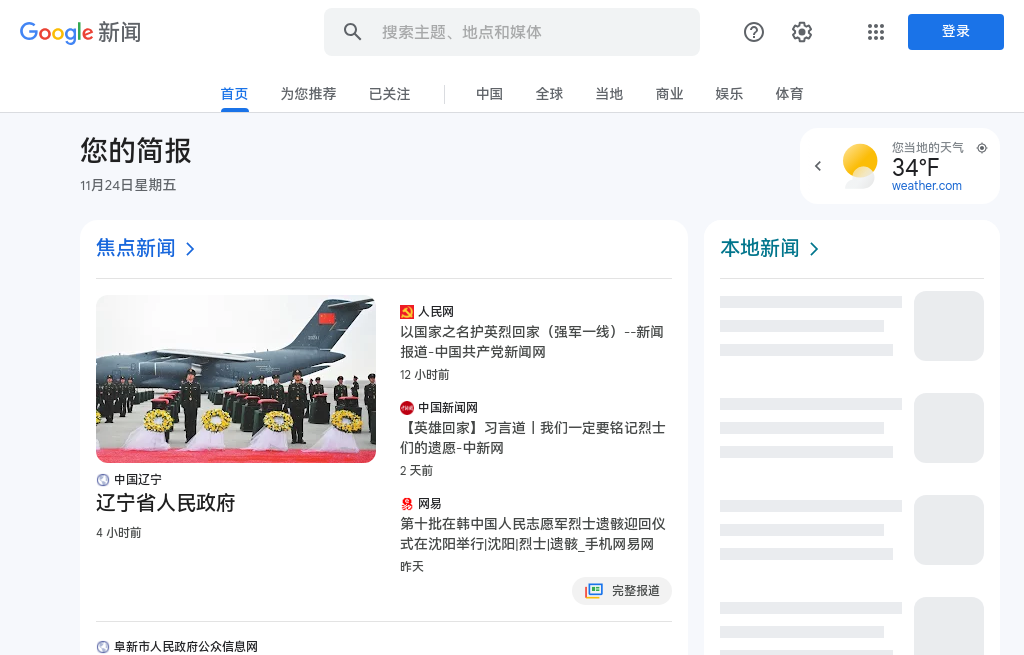 Google 新闻
搜索主题、地点和媒体
登录
首页
为您推荐
已关注
中国
全球
当地
商业
娱乐
体育
您的简报
11月24日星期五
您当地的天气
34°F
weather.com
焦点新闻
中国辽宁
辽宁省人民政府
4 小时前
人民网
以国家之名护英烈回家（强军一线）--新闻
报道-中国共产党新闻网
12 小时前
中国新闻网
【英雄回家】习言道丨我们一定要铭记烈士
们的遗愿-中新网
2 天前
网易
第十批在韩中国人民志愿军烈士遗骸迎回仪
式在沈阳举行|沈阳|烈士|遗骸_手机网易网
昨天
完整报道
阜新市人民政府公众信息网
本地新闻